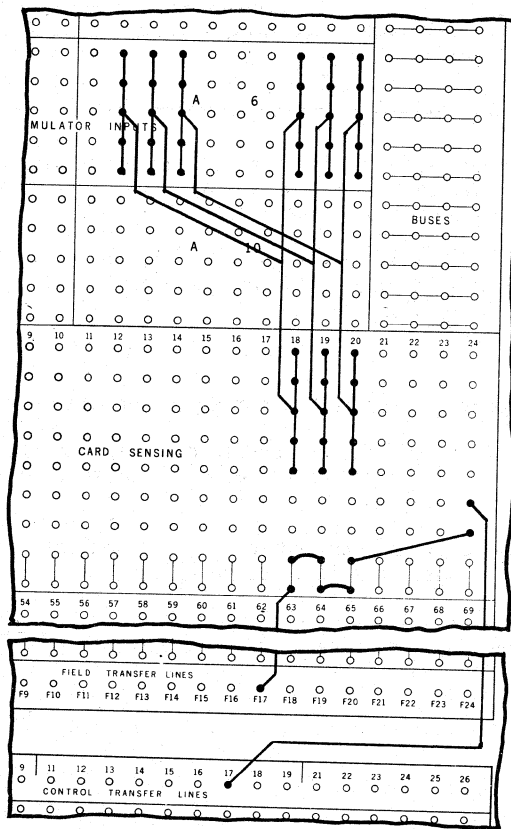 A 6
MULATOR INPUTS
BUSES
A 10
9 10 11 12 13 14 15 16 17 18 19 20 21 22 23 24
CARD SENSING
54 55 56 57 58 59 60 61 62 63 64 65 66 67 68 69
FIELD TRANSFER LINES
F9 F10 F11 F12 F13 F14 F15 F16 F17 F18 F19 F20 F21 F22 F23 F24
9 11 12 13 14 15 16 17 18 19 21 22 23 24 25 26
CONTROL TRANSFER LINES